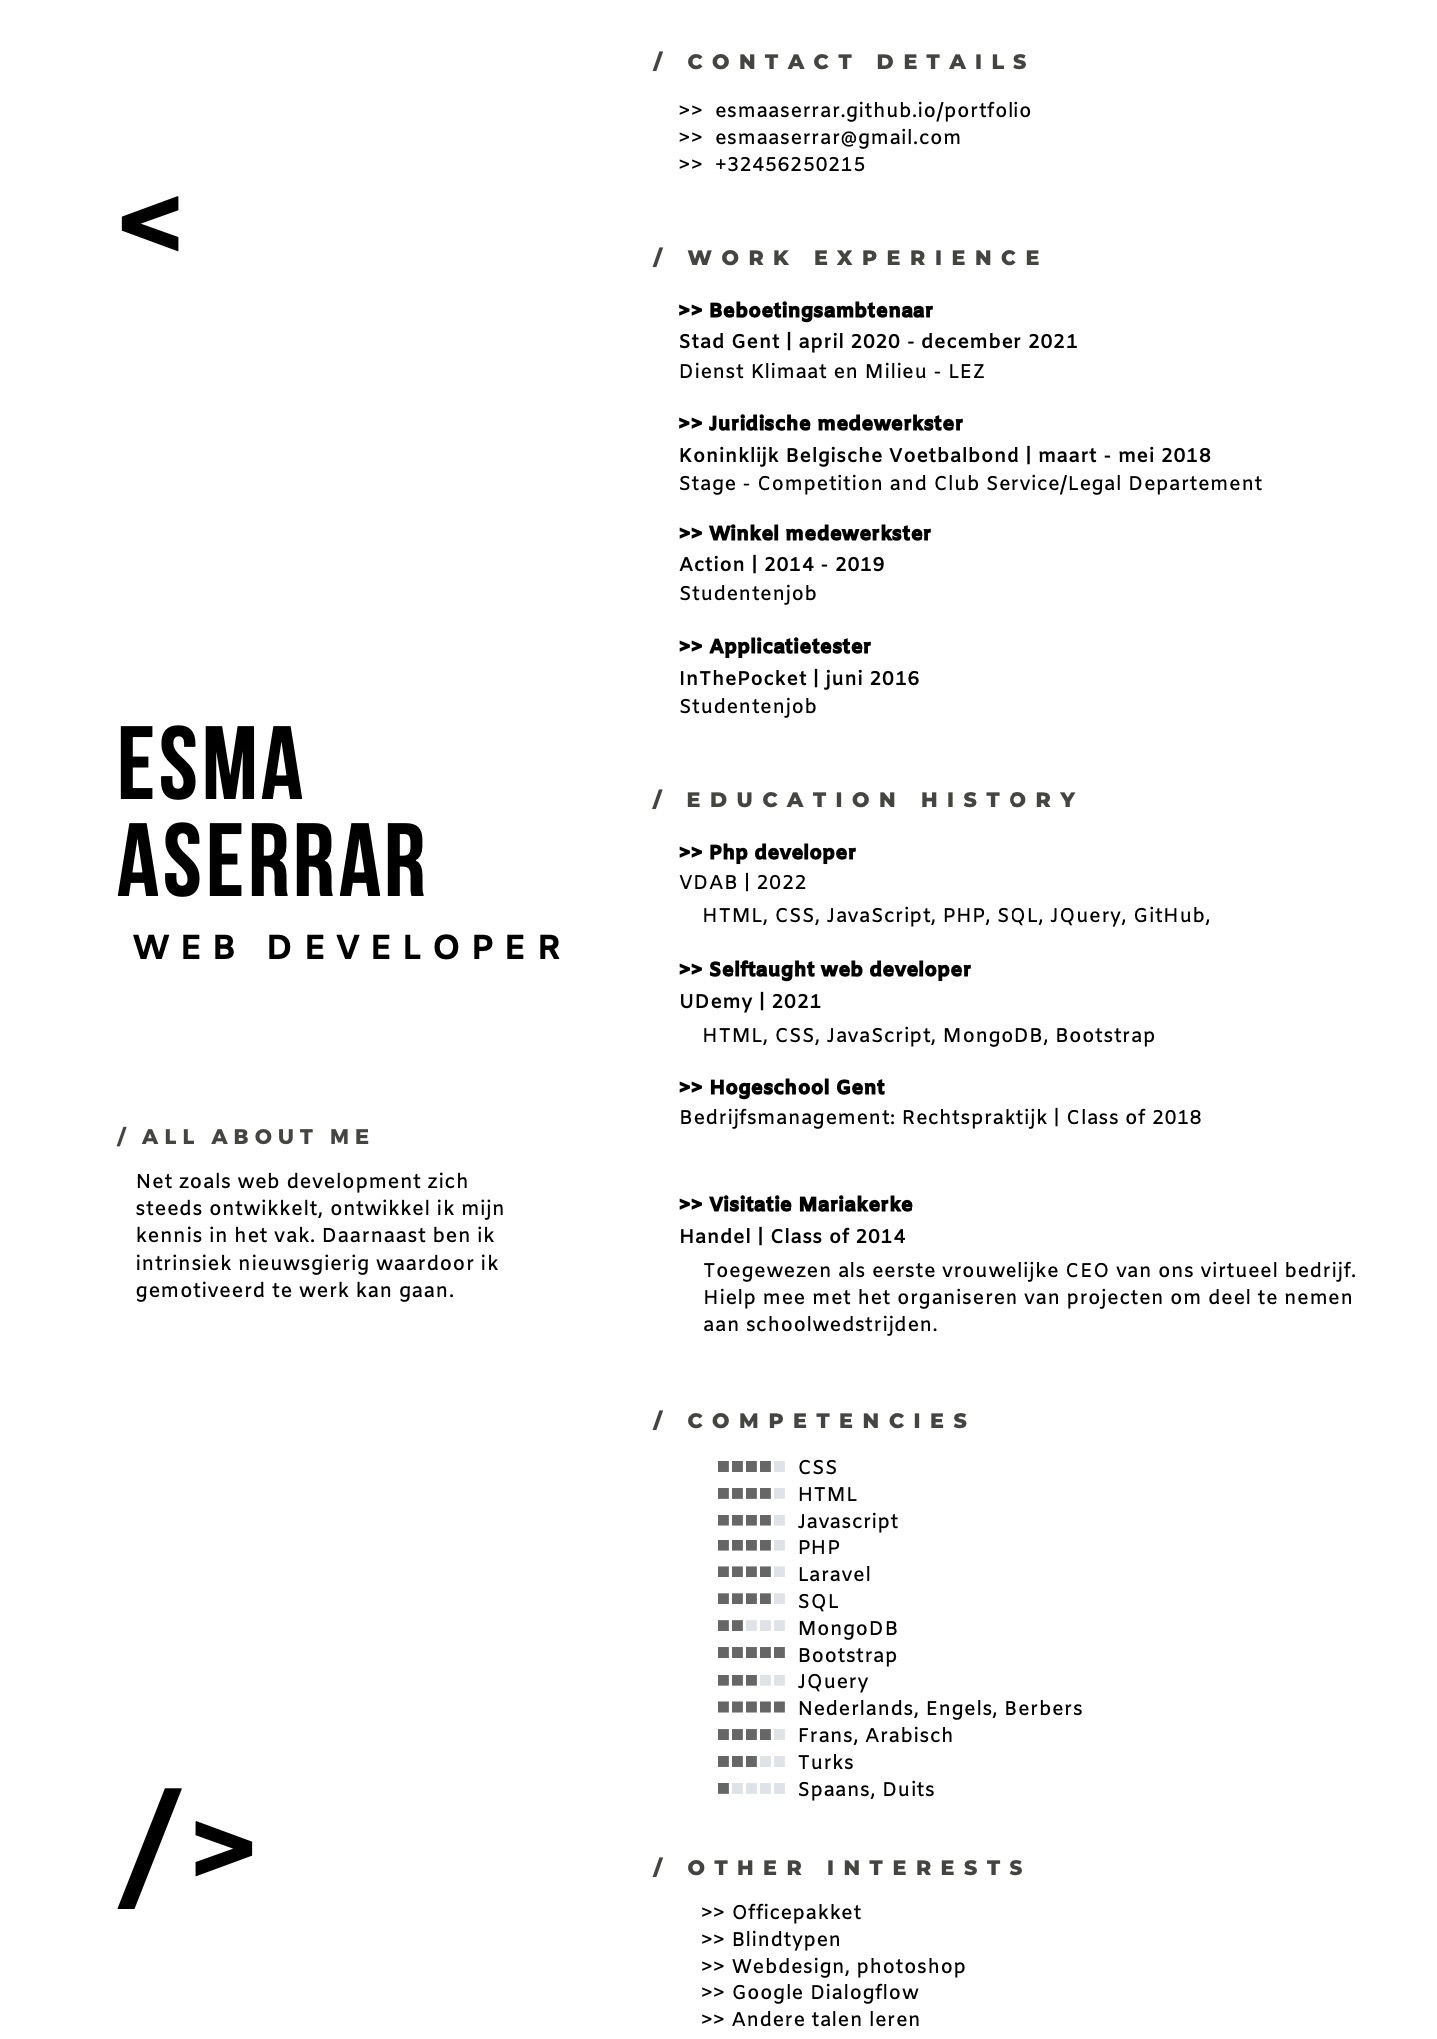 <
ESMA
ASERRAR
WEB DEVELOPER
/ ALL ABOUT ME
Net zoals web development zich
steeds ontwikkelt, ontwikkel ik mijn
kennis in het vak. Daarnaast ben ik
intrinsiek nieuwsgierig waardoor ik
gemotiveerd te werk kan gaan.
/>
/ CONTACT DETAILS
>> esmaaserrar.github.io/portfolio
>> esmaaserrar@gmail.com
>> +32456250215
/ WORK EXPERIENCE
>> Beboetingsambtenaar
Stad Gent | april 2020 - december 2021
Dienst Klimaat en Milieu - LEZ
>> Juridische medewerkster
Koninklijk Belgische Voetbalbond | maart - mei 2018
Stage - Competition and Club Service/Legal Departement
>> Winkel medewerkster
Action | 2014 - 2019
Studentenjob
>> Applicatietester
InThePocket | juni 2016
Studentenjob
/ EDUCATION HISTORY
>> Php developer
VDAB | 2022
HTML, CSS, JavaScript, PHP, SQL, JQuery, GitHub,
>> Selftaught web developer
UDemy | 2021
HTML, CSS, JavaScript, MongoDB, Bootstrap
>> Hogeschool Gent
Bedrijfsmanagement: Rechtspraktijk | Class of 2018
>> Visitatie Mariakerke
Handel | Class of 2014
Toegewezen als eerste vrouwelijke CEO van ons virtueel bedrijf.
Hielp mee met het organiseren van projecten om deel te nemen
aan schoolwedstrijden.
/ COMPETENCIES
CSS
HTML
Javascript
PHP
Laravel
SQL
MongoDB
Bootstrap
JQuery
Nederlands, Engels, Berbers
Frans, Arabisch
Turks
Spaans, Duits
/ OTHER INTERESTS
>> Officepakket
>> Blindtypen
>> Webdesign, photoshop
>> Google Dialogflow
>> Andere talen leren